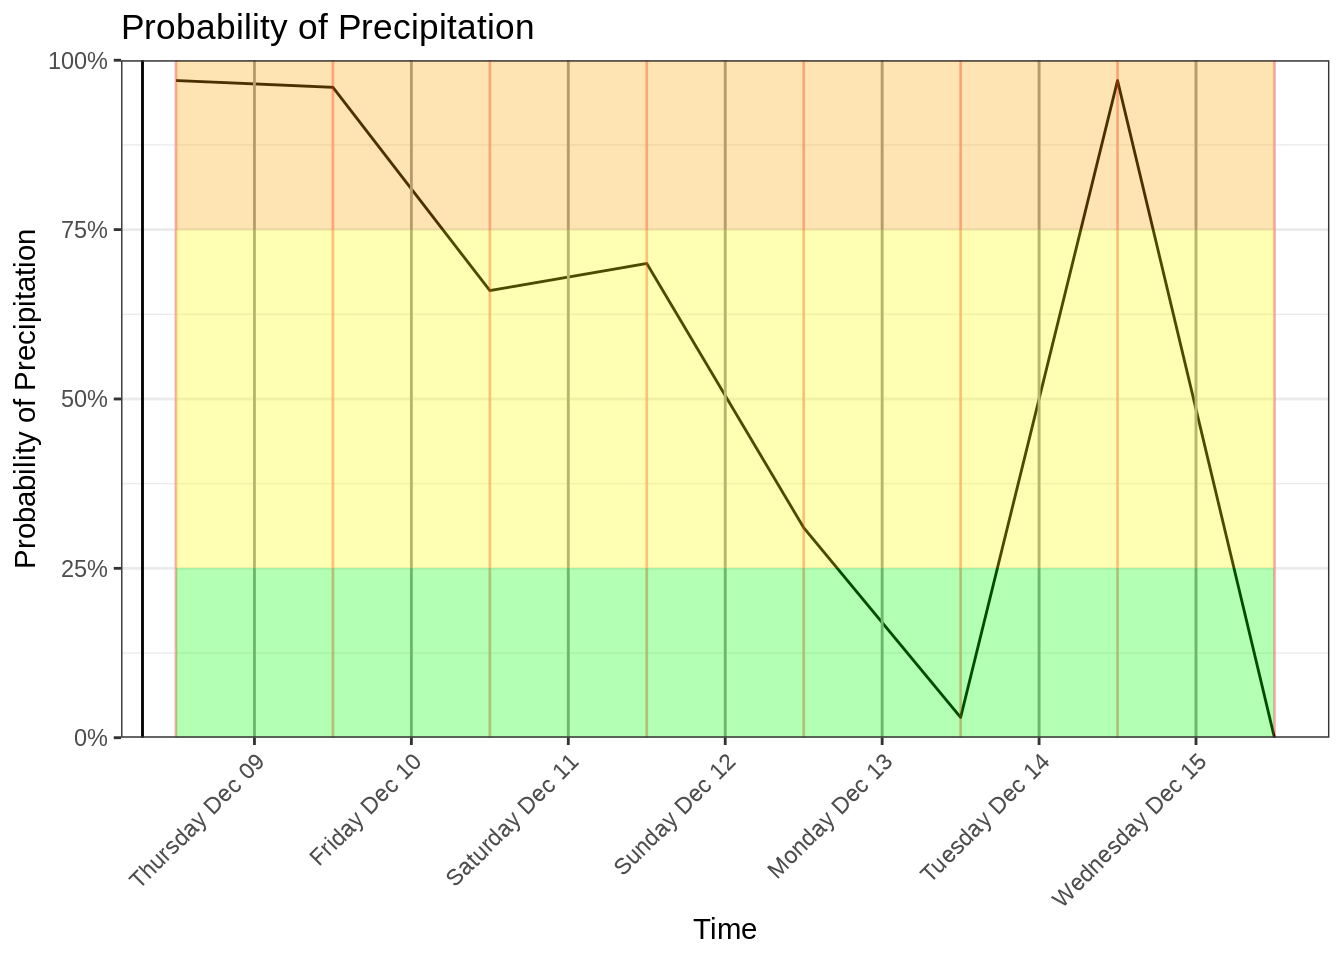 Probability of Precipitation
Probability of Precipitation
100%
75%
50%
25%
0%
Thursday Dec 09
Friday Dec 10
Saturday Dec 11
Sunday Dec 12
Monday Dec 13
Tuesday Dec 14
Wednesday Dec 15
Time